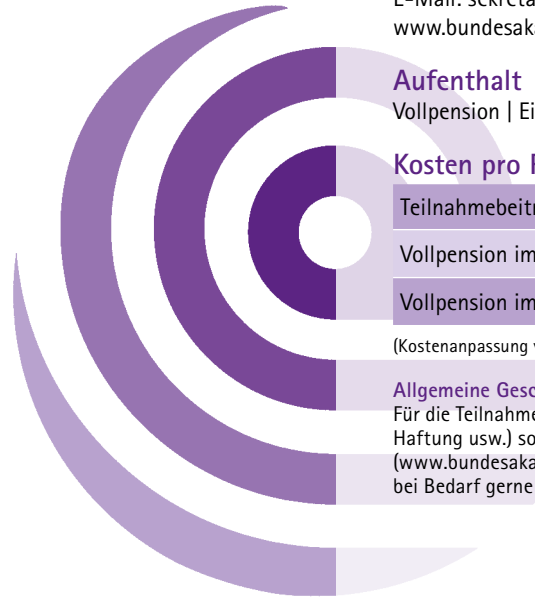 E-Mail: sekreta
www.bundesaka
Aufenthalt
Vollpension | Ei
Kosten pro
Teilnahmebeitr
Vollpension im
Vollpension im
(Kostenanpassung
Allgemeine Gesc
Für die Teilnahme
Haftung usw.) so
(www.bundesaka
bei Bedarf gerne